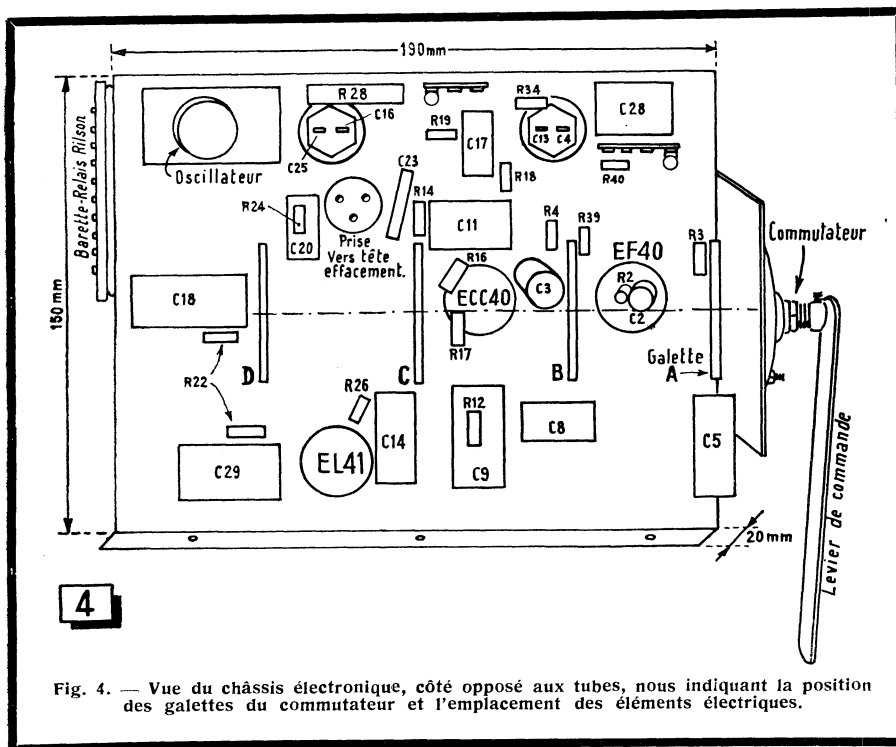 190mm
R28
C16
C25
R34
R19
C17
C13
C4
C28
Oscillateur
C23
R18
R40
Barette-Relais Rilson
R24
C20
R14
C11
R4
R39
R3
Commutateur
Prise
Vers tête
effacement.
EF40
R16
ECC40
C3
R2
C2
C18
150mm
R17
Galette
A
R22
D
C
B
R26
R12
C14
C9
C8
C5
C29
EL41
Levier de commande
20mm
4
Fig. 4. — Vue du châssis électronique, côté opposé aux tubes, nous indiquant la position
des galettes du commutateur et l'emplacement des éléments électriques.